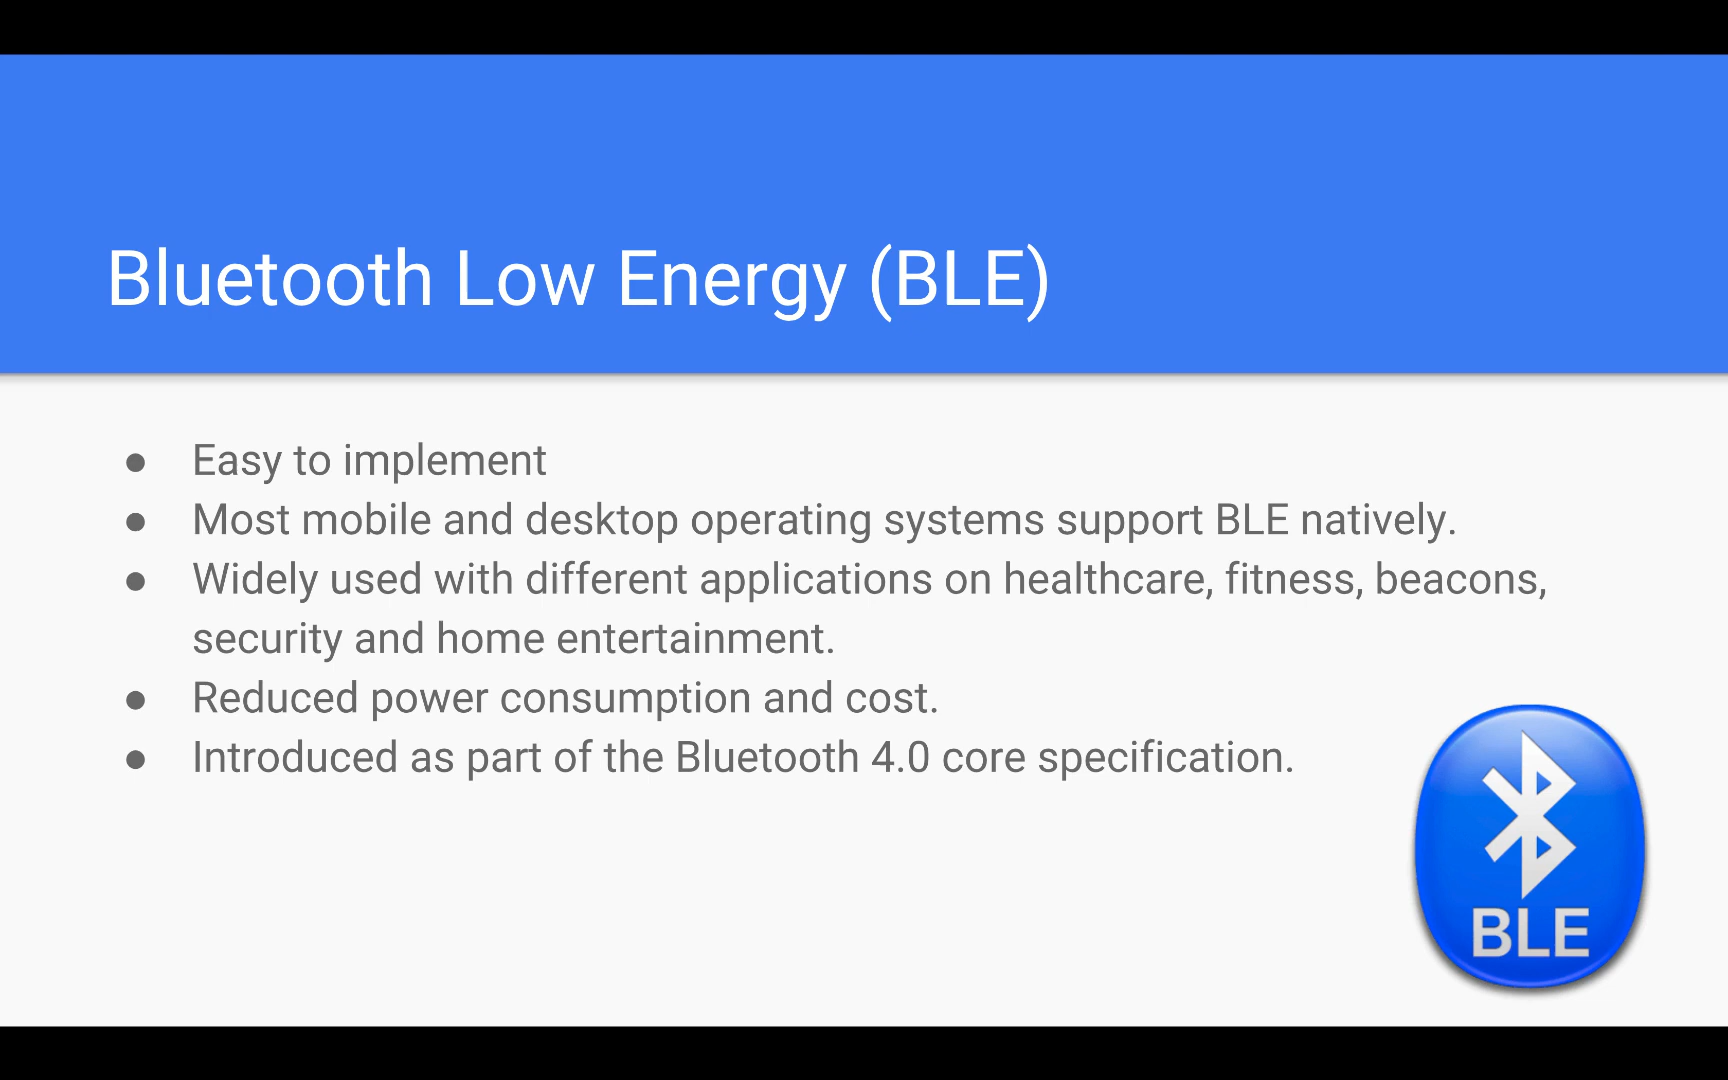 Bluetooth Low Energy (BLE)
● Easy to implement
● Most mobile and desktop operating systems support BLE natively.
● Widely used with different applications on healthcare, fitness, beacons,
security and home entertainment.
● Reduced power consumption and cost.
● Introduced as part of the Bluetooth 4.0 core specification.
BLE